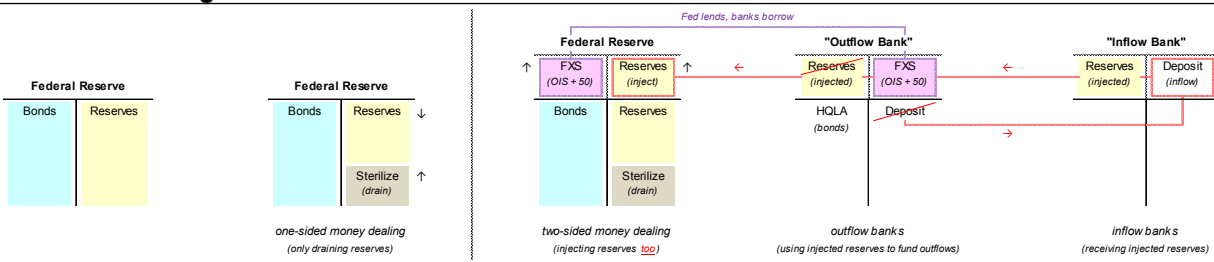 Fed lends, banks borrow
Federal Reserve
"Outflow Bank"
"Inflow Bank"
↑ FXS Reserves ↑ ← Reserves FXS ← Reserves Deposit
(OIS + 50) (inject) (injected) (OIS + 50) (injected) (inflow)
Federal Reserve
Federal Reserve
Bonds Reserves
Bonds Reserves ↓
Bonds Reserves
HQLA Deposit
(bonds)
→
Sterilize ↑
(drain)
Sterilize
(drain)
one-sided money dealing
(only draining reserves)
two-sided money dealing
(injecting reserves too)
outflow banks
(using injected reserves to fund outflows)
inflow banks
(receiving injected reserves)